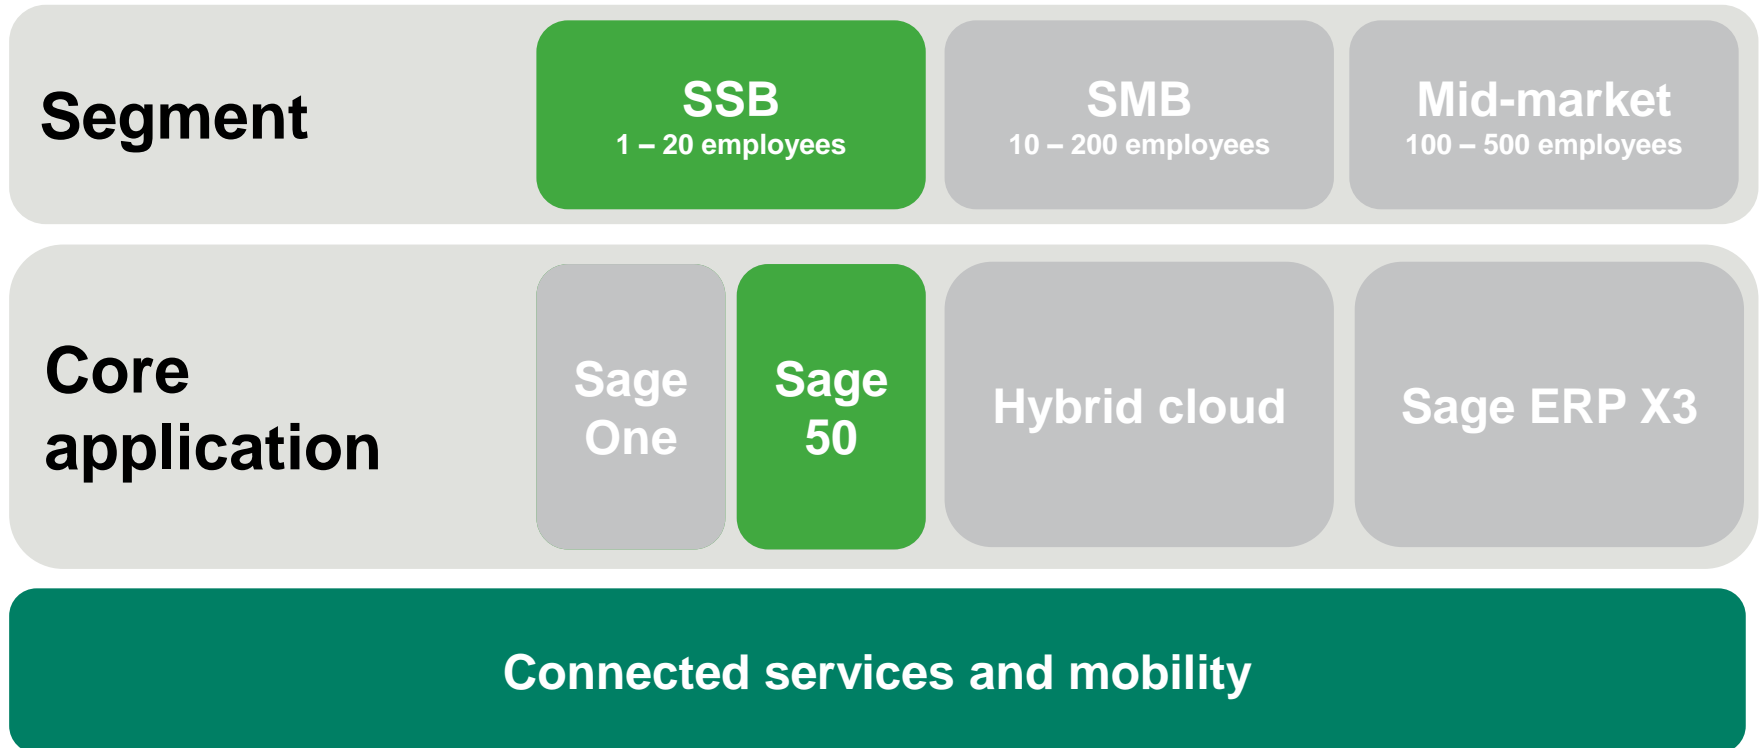 Segment
SSB
1 – 20 employees
SMB
10 – 200 employees
Mid-market
100 – 500 employees
Core
application
Sage
One
Sage
50
Hybrid cloud
Sage ERP X3
Connected services and mobility